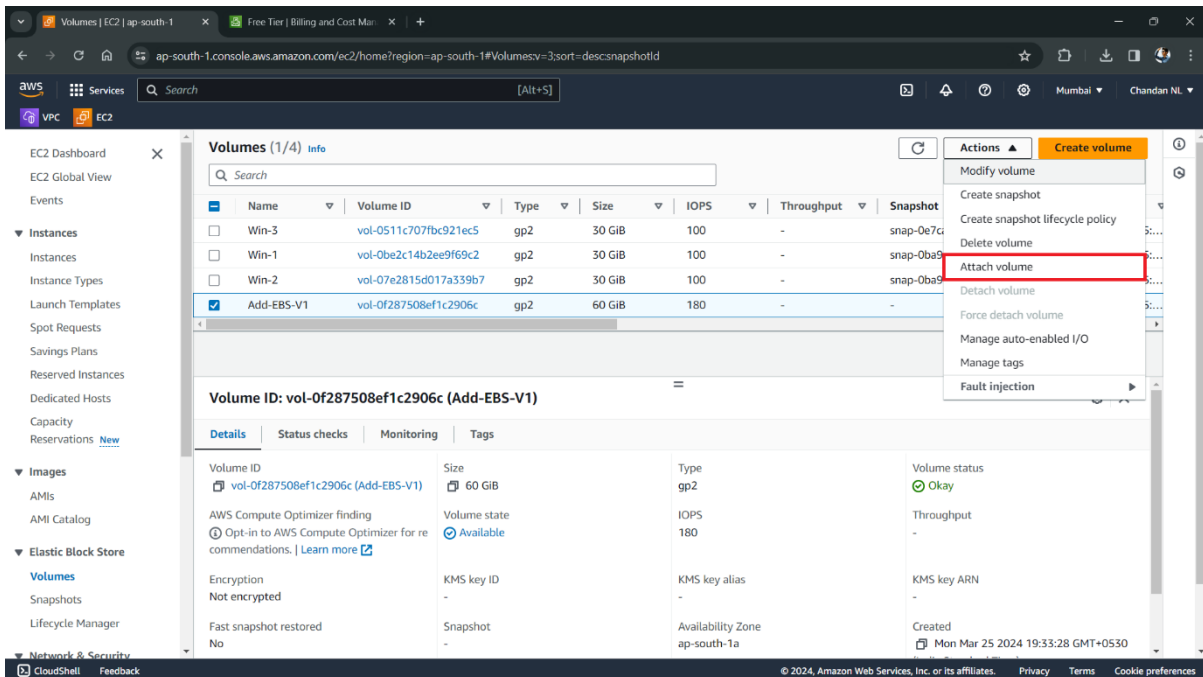 Volumes | EC2 | ap-south-1
Free Tier | Billing and Cost Man
ap-south-1.console.aws.amazon.com/ec2/home?region=ap-south-1#Volumes:v=3;sort=desc:snapshotId
aws Services Search [Alt+S] Mumbai Chandan NL
VPC EC2
EC2 Dashboard
EC2 Global View
Events
Instances
Instances
Instance Types
Launch Templates
Spot Requests
Savings Plans
Reserved Instances
Dedicated Hosts
Capacity
Reservations New
Images
AMIs
AMI Catalog
Elastic Block Store
Volumes
Snapshots
Lifecycle Manager
Network & Security
Volumes (1/4) Info
Actions
Create volume
Search
Name Volume ID Type Size IOPS Throughput Snapshot
Win-3 vol-0511c707fbc921ec5 gp2 30 GiB 100 - snap-0e7c
Win-1 vol-0be2c14b2ee9f69c2 gp2 30 GiB 100 - snap-0ba9
Win-2 vol-07e2815d017a339b7 gp2 30 GiB 100 - snap-0ba9
Add-EBS-V1 vol-0f287508ef1c2906c gp2 60 GiB 180 - -
Modify volume
Create snapshot
Create snapshot lifecycle policy
Delete volume
Attach volume
Detach volume
Force detach volume
Manage auto-enabled I/O
Manage tags
Fault injection
Volume ID: vol-0f287508ef1c2906c (Add-EBS-V1)
Details Status checks Monitoring Tags
Volume ID
vol-0f287508ef1c2906c (Add-EBS-V1)
Size
60 GiB
Type
gp2
Volume status
Okay
AWS Compute Optimizer finding
Opt-in to AWS Compute Optimizer for re
commendations. | Learn more
Volume state
Available
IOPS
180
Throughput
-
Encryption
Not encrypted
KMS key ID
-
KMS key alias
-
KMS key ARN
-
Fast snapshot restored
No
Snapshot
-
Availability Zone
ap-south-1a
Created
Mon Mar 25 2024 19:33:28 GMT+0530
CloudShell Feedback © 2024, Amazon Web Services, Inc. or its affiliates. Privacy Terms Cookie preferences